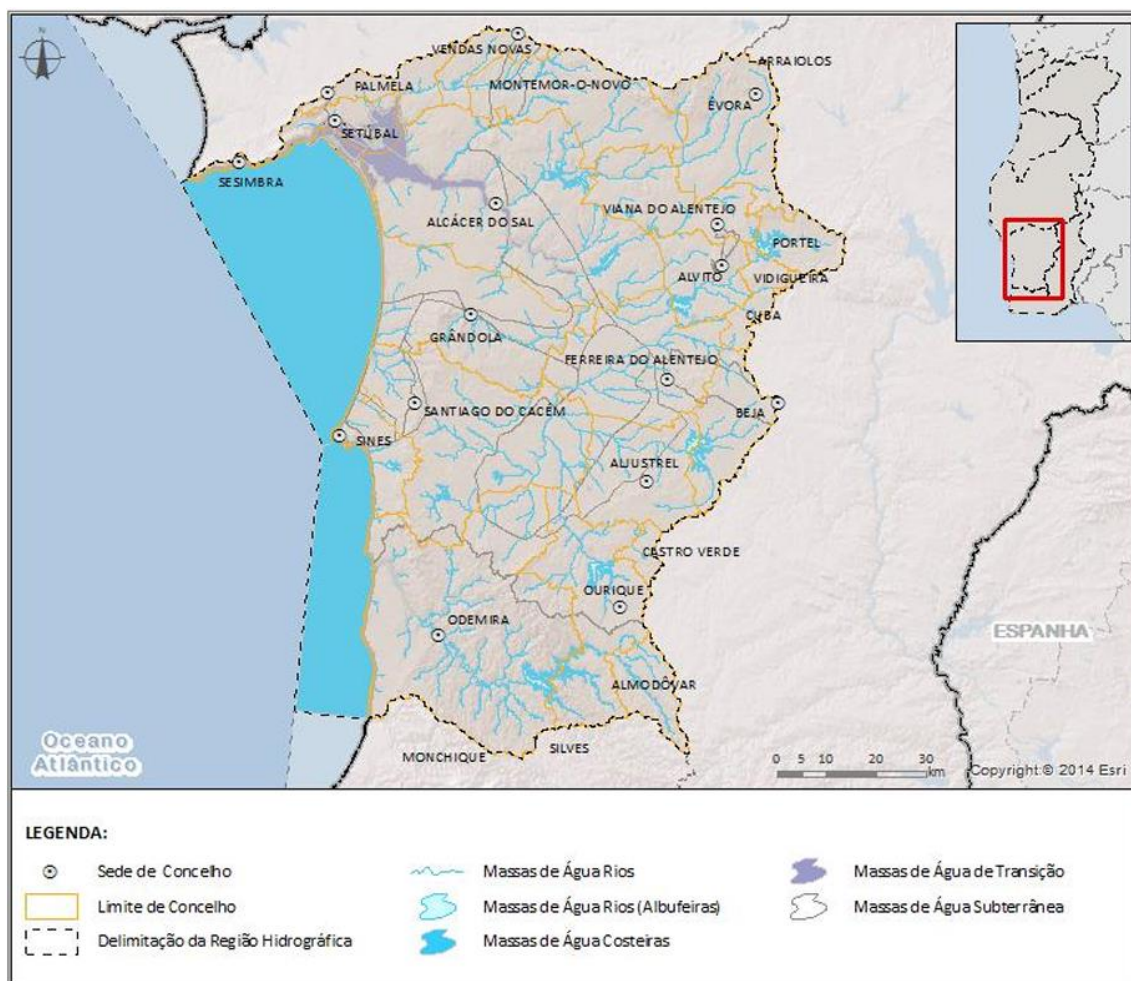 N
VENDAS NOVAS
ARRAIOLOS
PALMELA
MONTEMOR-O-NOVO
ÉVORA
SETÚBAL
SESIMBRA
ALCÁCER DO SAL
VIANA DO ALENTEJO
PORTEL
ALVITO
VIDIGUEIRA
CUBA
GRÂNDOLA
FERREIRA DO ALENTEJO
SANTIAGO DO CACÉM
BEJA
SINES
ALJUSTREL
CASTRO VERDE
OURIQUE
ODEMIRA
ESPANHA
ALMODÔVAR
Oceano
Atlântico
MONCHIQUE
SILVES
0 5 10 20 30
km
Copyright:© 2014 Esri
LEGENDA:
Sede de Concelho
Massas de Água Rios
Massas de Água de Transição
Limite de Concelho
Massas de Água Rios (Albufeiras)
Massas de Água Subterrânea
Delimitação da Região Hidrográfica
Massas de Água Costeiras